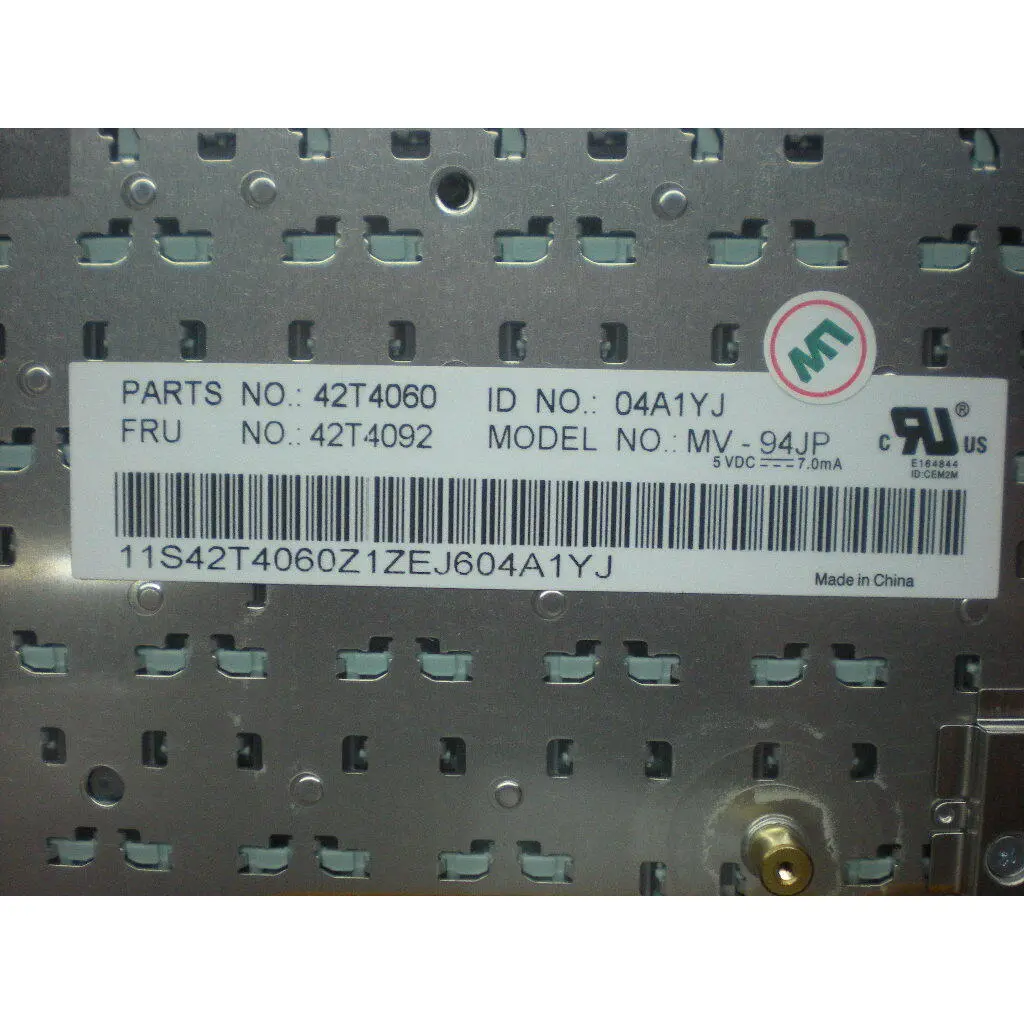 PARTS NO.: 42T4060 ID NO.: 04A1YJ
FRU NO.: 42T4092 MODEL NO.: MV - 94JP
5 VDC ⎓ 7.0mA
11S42T4060Z1ZEJ604A1YJ
Made in China
c RU ® US
E164844
ID:CEM2M